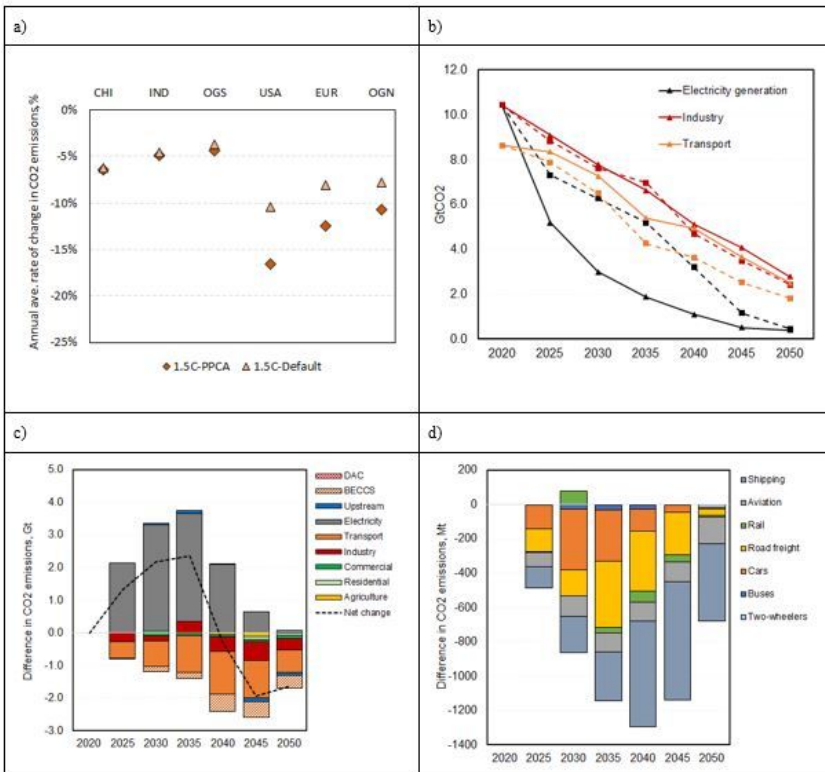 a)
CHI IND OGS USA EUR OGN
0%
-5%
-10%
-15%
-20%
-25%
Annual ave. rate of change in CO2 emissions,%
1.5C-PPCA 1.5C-Default
b)
12.0
10.0
8.0
6.0
4.0
2.0
0.0
GtCO2
Electricity generation
Industry
Transport
2020 2025 2030 2035 2040 2045 2050
c)
5.0
4.0
3.0
2.0
1.0
0.0
-1.0
-2.0
-3.0
Difference in CO2 emissions, Gt
DAC
BECCS
Upstream
Electricity
Transport
Industry
Commercial
Residential
Agriculture
Net change
2020 2025 2030 2035 2040 2045 2050
d)
200
0
-200
-400
-600
-800
-1000
-1200
-1400
Difference in CO2 emissions, Mt
Shipping
Aviation
Rail
Road freight
Cars
Buses
Two-wheelers
2020 2025 2030 2035 2040 2045 2050